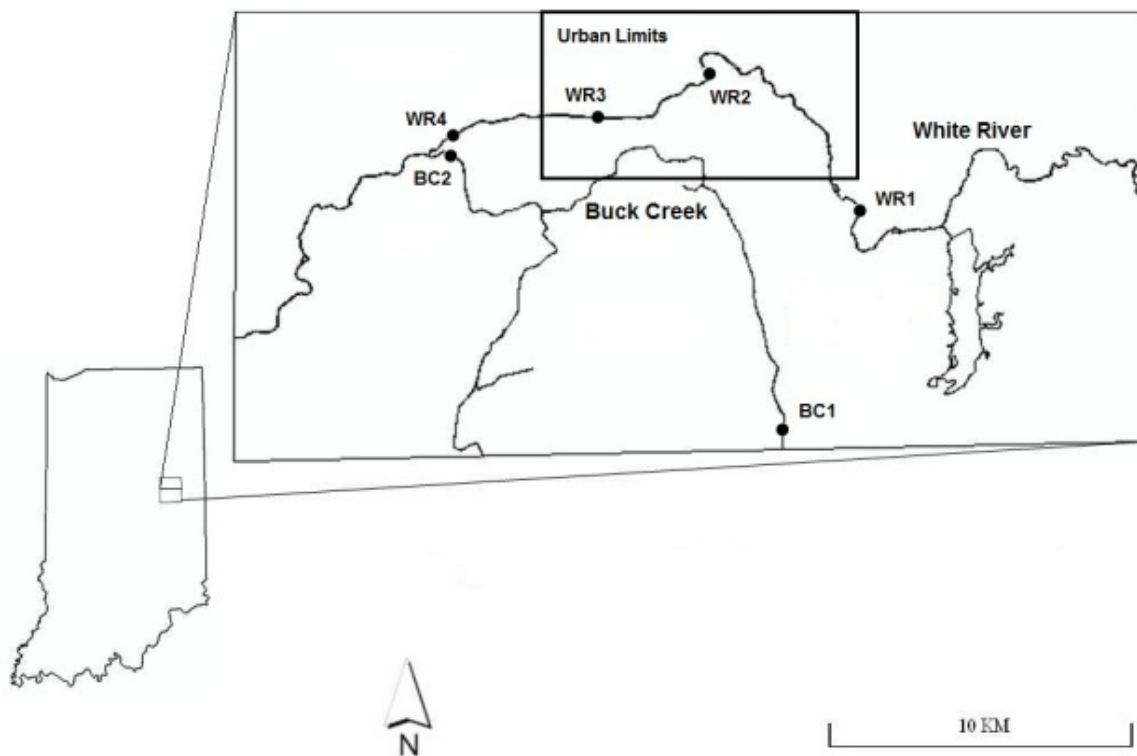 Urban Limits
WR2
WR3
WR4
White River
BC2
WR1
Buck Creek
BC1
10 KM
N